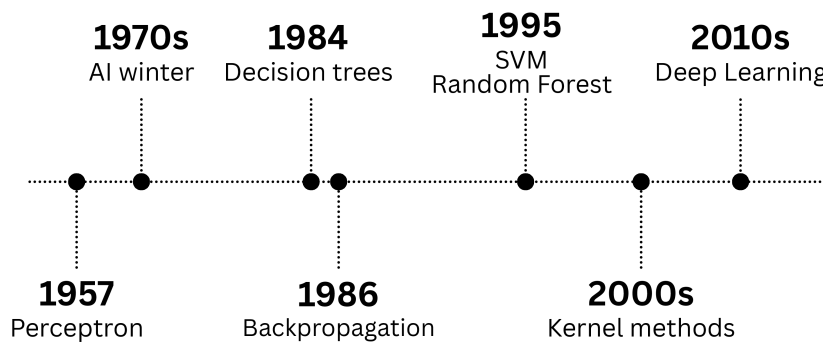 1970s
AI winter
1984
Decision trees
1995
SVM
Random Forest
2010s
Deep Learning
1957
Perceptron
1986
Backpropagation
2000s
Kernel methods